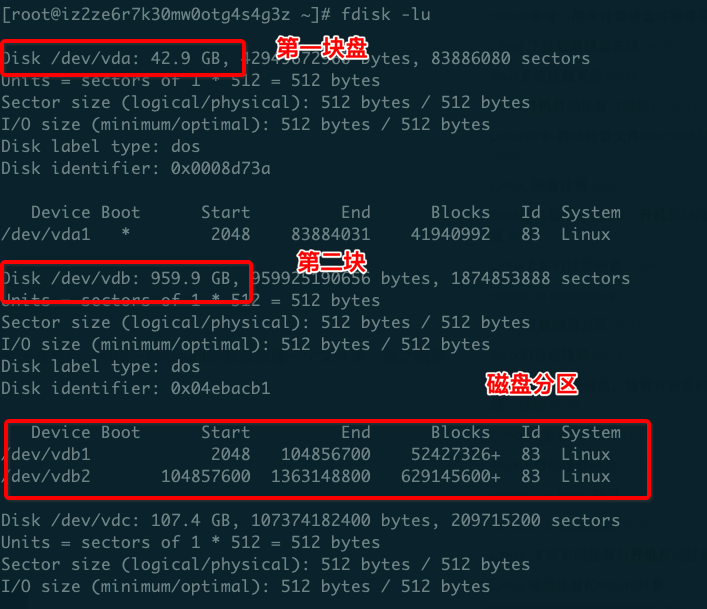 [root@iz2ze6r7k30mw0otg4s4g3z ~]# fdisk -lu
第一块盘
Disk /dev/vda: 42.9 GB, 42949672960 bytes, 83886080 sectors
Units = sectors of 1 * 512 = 512 bytes
Sector size (logical/physical): 512 bytes / 512 bytes
I/O size (minimum/optimal): 512 bytes / 512 bytes
Disk label type: dos
Disk identifier: 0x0008d73a
Device Boot Start End Blocks Id System
/dev/vda1 * 2048 83884031 41940992 83 Linux
第二块
Disk /dev/vdb: 959.9 GB, 959925190656 bytes, 1874853888 sectors
Units = sectors of 1 * 512 = 512 bytes
Sector size (logical/physical): 512 bytes / 512 bytes
I/O size (minimum/optimal): 512 bytes / 512 bytes
Disk label type: dos
Disk identifier: 0x04ebacb1
磁盘分区
Device Boot Start End Blocks Id System
/dev/vdb1 2048 104856700 52427326+ 83 Linux
/dev/vdb2 104857600 1363148800 629145600+ 83 Linux
Disk /dev/vdc: 107.4 GB, 107374182400 bytes, 209715200 sectors
Units = sectors of 1 * 512 = 512 bytes
Sector size (logical/physical): 512 bytes / 512 bytes
I/O size (minimum/optimal): 512 bytes / 512 bytes